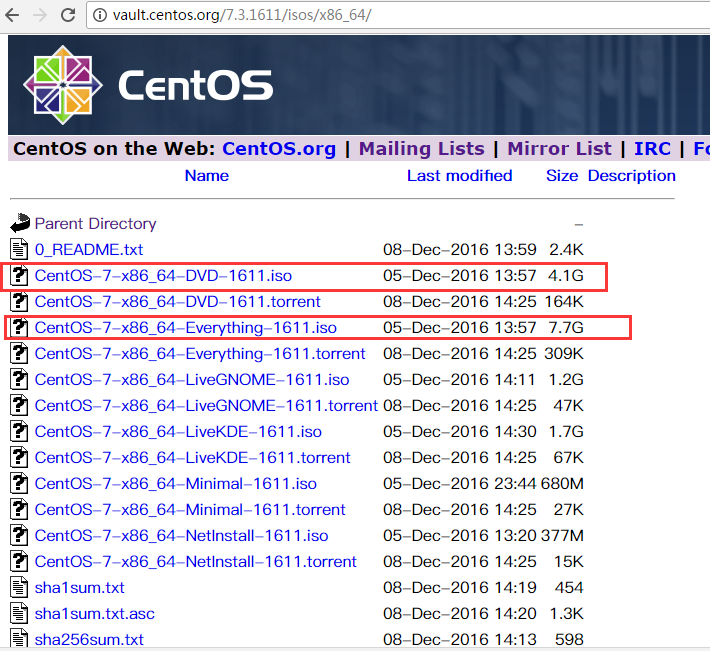 vault.centos.org/7.3.1611/isos/x86_64/
CentOS
CentOS on the Web: CentOS.org | Mailing Lists | Mirror List | IRC |
Name Last modified Size Description
Parent Directory –
0_README.txt 08-Dec-2016 13:59 2.4K
CentOS-7-x86_64-DVD-1611.iso 05-Dec-2016 13:57 4.1G
CentOS-7-x86_64-DVD-1611.torrent 08-Dec-2016 14:25 164K
CentOS-7-x86_64-Everything-1611.iso 05-Dec-2016 13:57 7.7G
CentOS-7-x86_64-Everything-1611.torrent 08-Dec-2016 14:25 309K
CentOS-7-x86_64-LiveGNOME-1611.iso 05-Dec-2016 14:11 1.2G
CentOS-7-x86_64-LiveGNOME-1611.torrent 08-Dec-2016 14:25 47K
CentOS-7-x86_64-LiveKDE-1611.iso 05-Dec-2016 14:30 1.7G
CentOS-7-x86_64-LiveKDE-1611.torrent 08-Dec-2016 14:25 67K
CentOS-7-x86_64-Minimal-1611.iso 05-Dec-2016 23:44 680M
CentOS-7-x86_64-Minimal-1611.torrent 08-Dec-2016 14:25 27K
CentOS-7-x86_64-NetInstall-1611.iso 05-Dec-2016 13:20 377M
CentOS-7-x86_64-NetInstall-1611.torrent 08-Dec-2016 14:25 15K
sha1sum.txt 08-Dec-2016 14:19 454
sha1sum.txt.asc 08-Dec-2016 14:20 1.3K
sha256sum.txt 08-Dec-2016 14:13 598